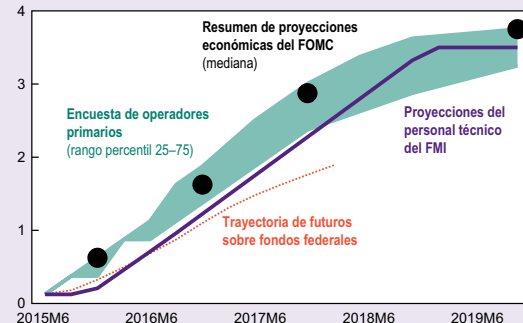 4
3
2
1
0
Resumen de proyecciones
económicas del FOMC
(mediana)
Encuesta de operadores
primarios
(rango percentil 25–75)
Proyecciones del
personal técnico
del FMI
Trayectoria de futuros
sobre fondos federales
2015M6
2016M6
2017M6
2018M6
2019M6